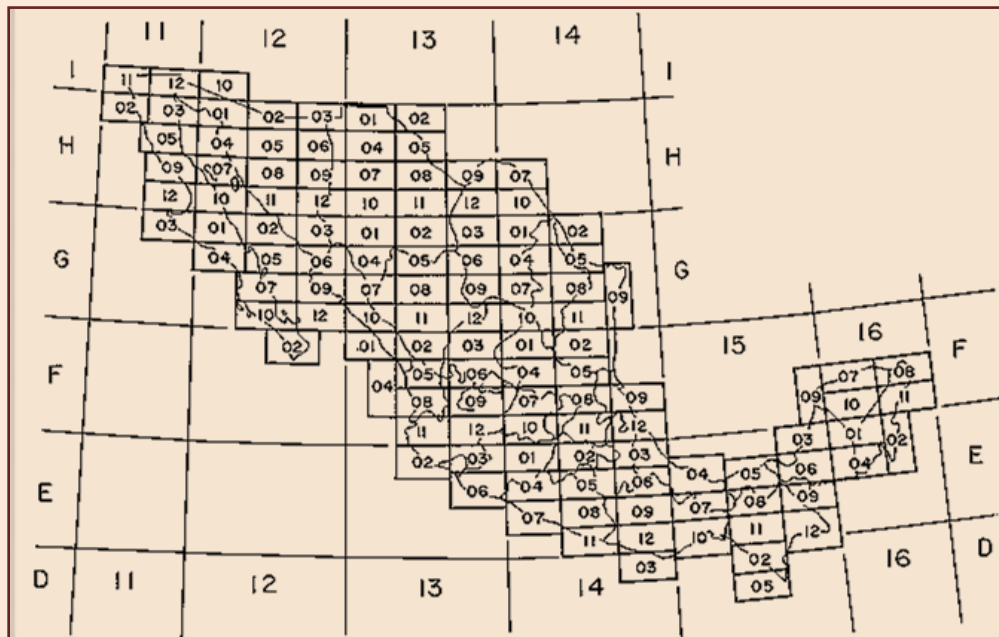 11 12 13 14
I I
11 12 10
02 03 01 02 03 01 02
H 05 04 05 06 04 05 H
09 07 08 09 07 08 09 07
12 10 11 12 10 11 12 10
03 01 02 03 01 02 03 01 02
G 04 05 06 04 05 06 04 05 G
07 09 07 08 09 07 08 09
10 12 10 11 12 10 11
02 01 02 03 01 02 15 16
F 04 05 06 04 05 07 08 F
08 09 07 08 09 09 10 11
11 12 10 11 12 03 01 02
02 03 01 02 03 04 05 06 04 E
E 06 04 05 06 07 08 09
07 08 09 10 11 12
11 12 02 D
D 11 12 13 03 14 05 16